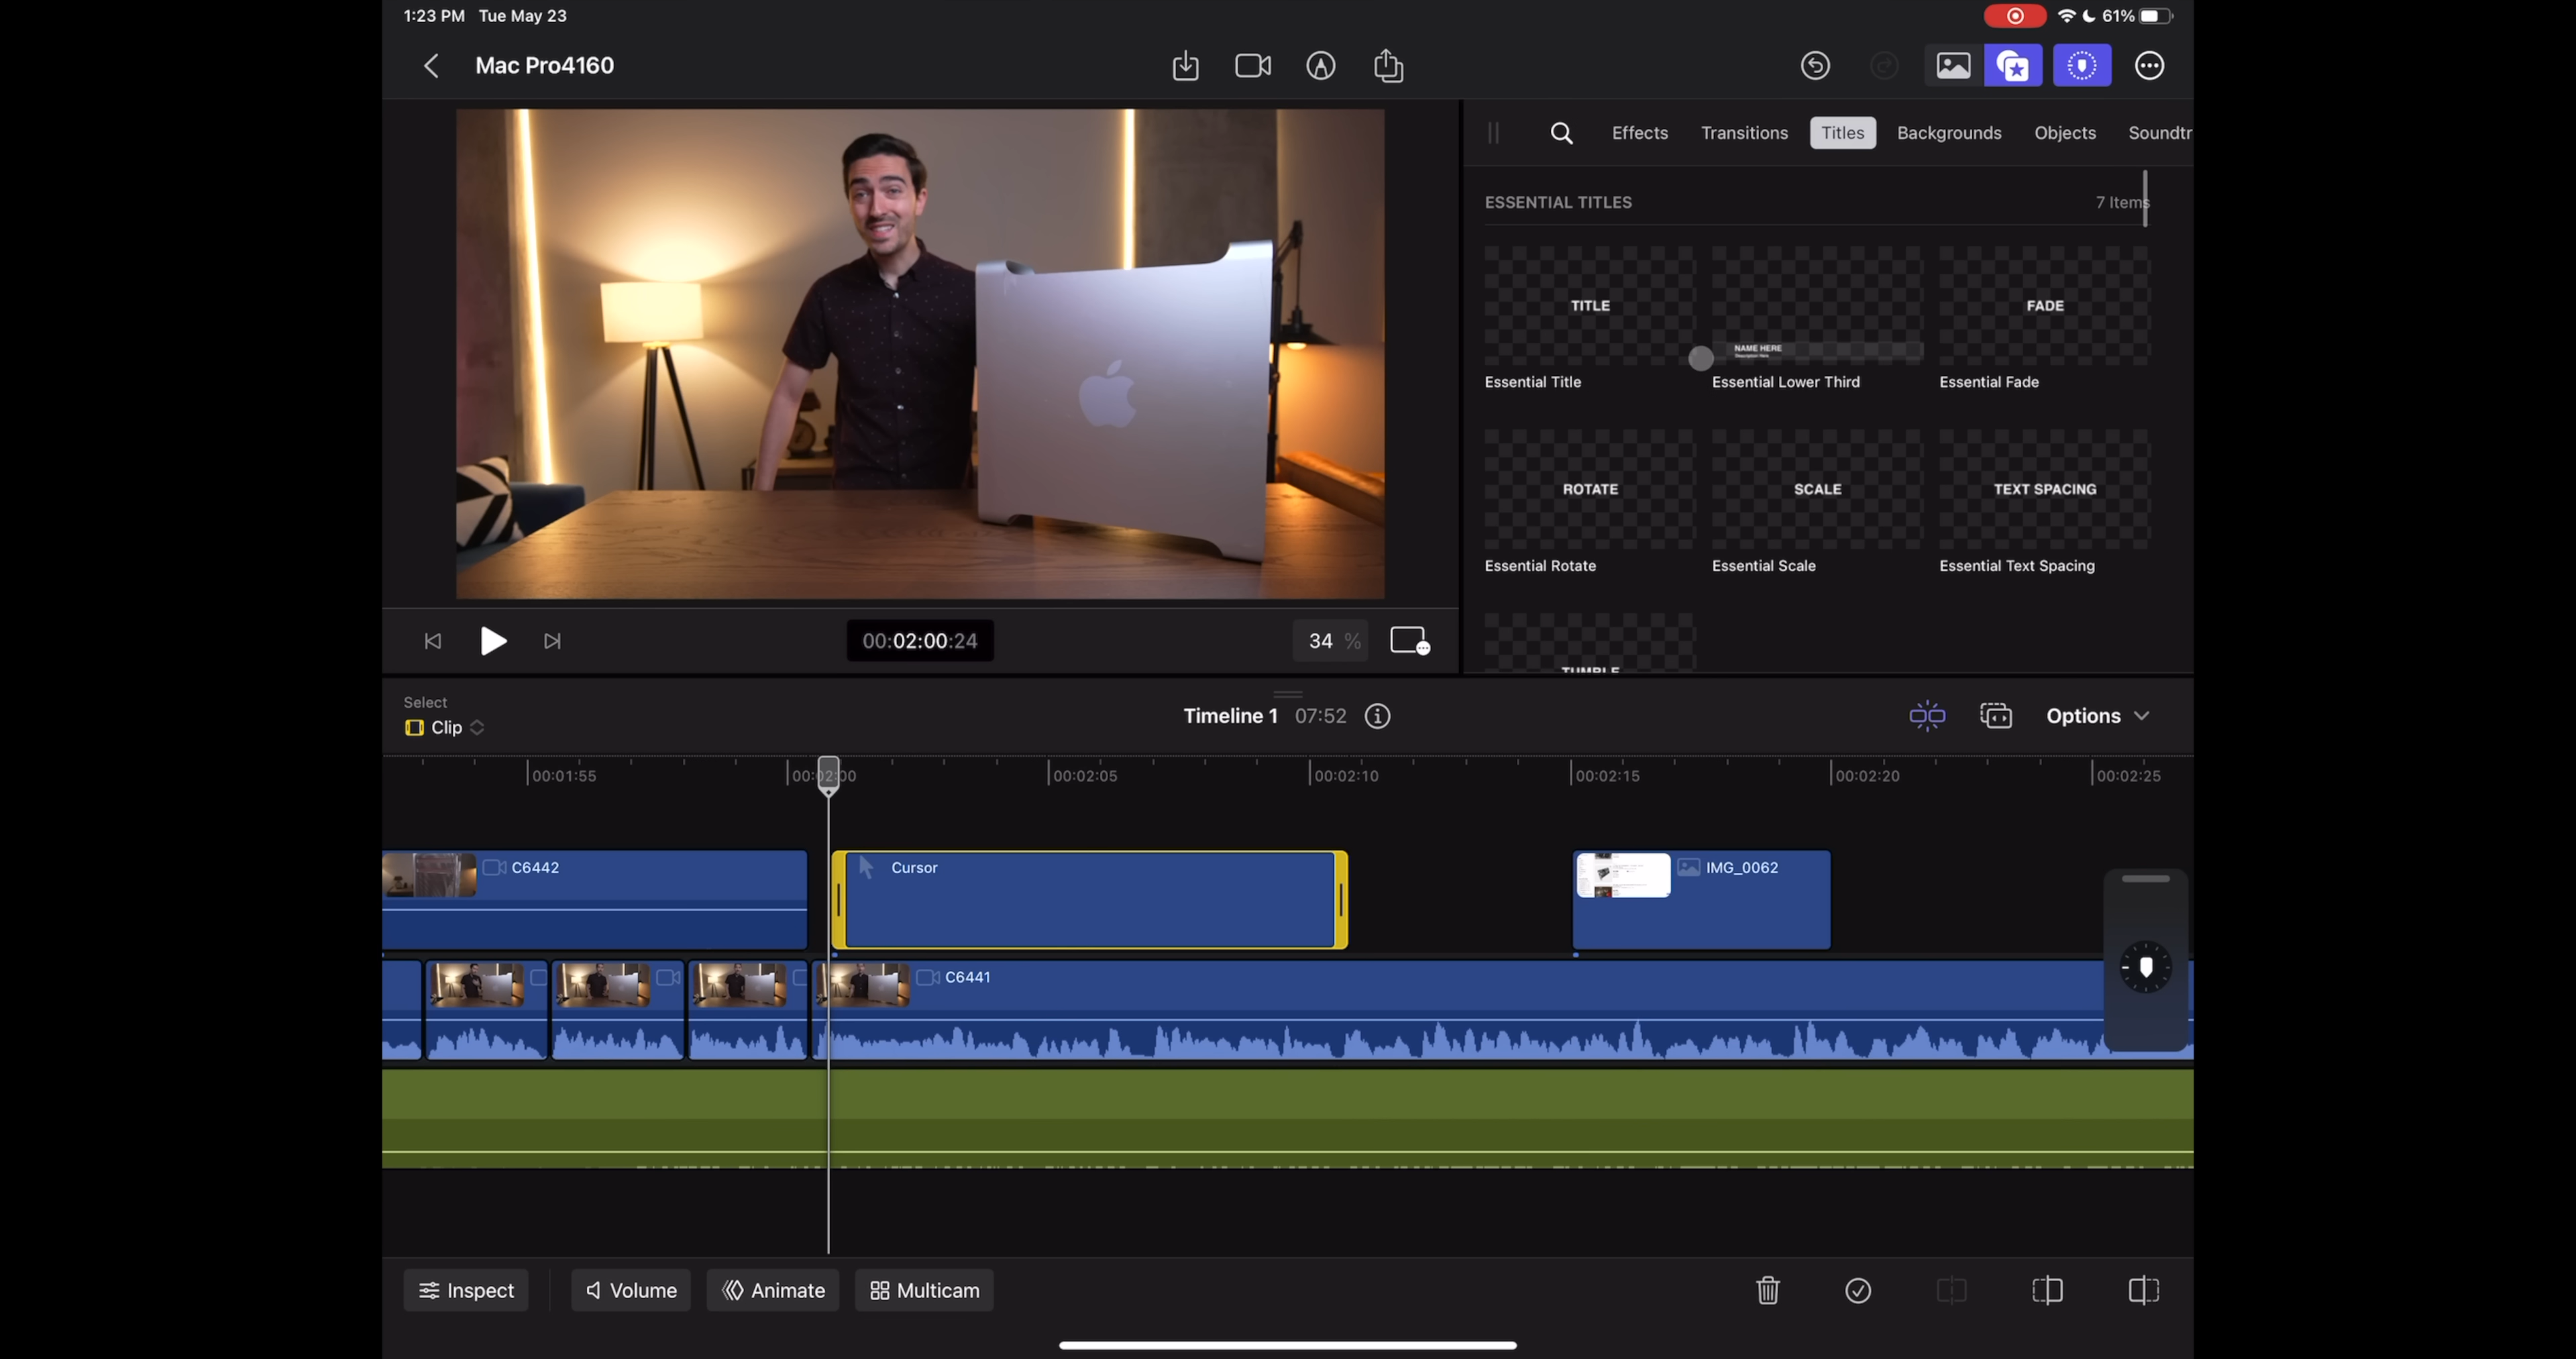 1:23 PM Tue May 23
61%
Mac Pro4160
Effects Transitions Titles Backgrounds Objects Soundtr
ESSENTIAL TITLES 7 Items
TITLE
NAME HERE
Description Here
FADE
Essential Title Essential Lower Third Essential Fade
ROTATE SCALE TEXT SPACING
Essential Rotate Essential Scale Essential Text Spacing
TUMBLE
00:02:00:24
34 %
Select
Clip
Timeline 1 07:52
Options
00:01:55 00:02:00 00:02:05 00:02:10 00:02:15 00:02:20 00:02:25
C6442 Cursor IMG_0062
C6441
Inspect Volume Animate Multicam